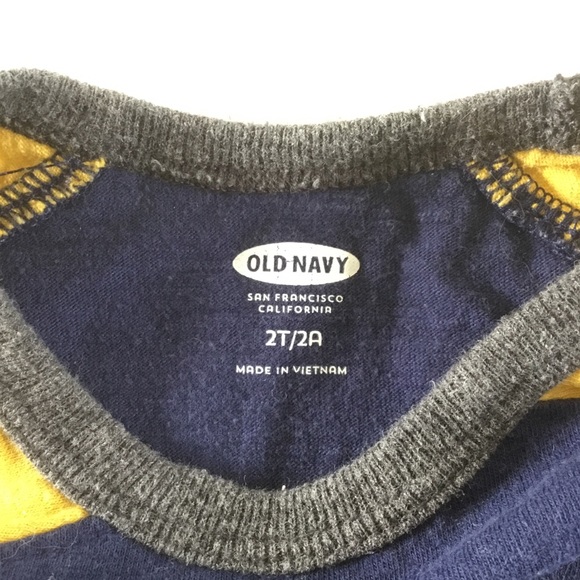 OLD NAVY
SAN FRANCISCO
CALIFORNIA
2T/2A
MADE IN VIETNAM